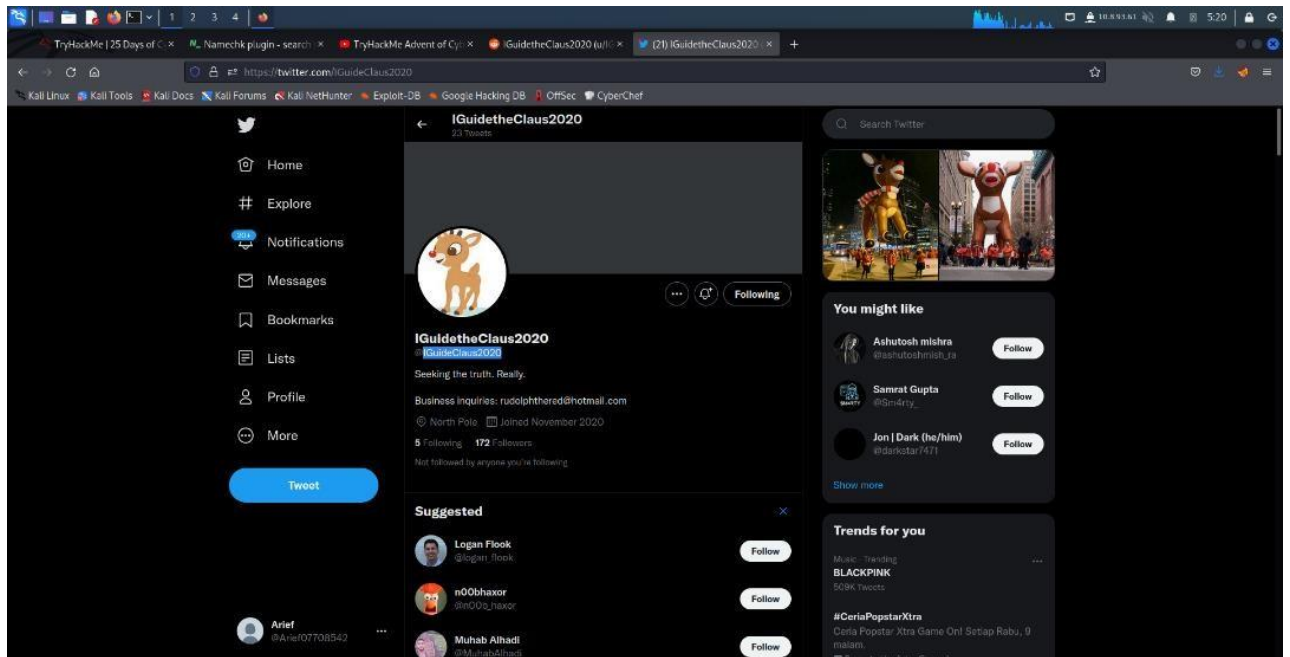 1 2 3 4
5:20
TryHackMe | 25 Days of C
Namechk plugin - search
TryHackMe Advent of Cyb
IGuidetheClaus2020 (u/IG
(21) IGuidetheClaus2020
https://twitter.com/IGuideClaus2020
Kali Linux Kali Tools Kali Docs Kali Forums Kali NetHunter Exploit-DB Google Hacking DB OffSec CyberChef
Home
Explore
20+
Notifications
Messages
Bookmarks
Lists
Profile
More
Tweet
Arief
@Arief07708542
IGuidetheClaus2020
23 Tweets
Following
IGuidetheClaus2020
@IGuideClaus2020
Seeking the truth. Really.
Business inquiries: rudolphthered@hotmail.com
North Pole Joined November 2020
5 Following 172 Followers
Not followed by anyone you're following
Suggested
Logan Flook
@logan_flook
Follow
n00bhaxor
@n00b_haxor
Follow
Muhab Alhadi
@MuhabAlhadi
Follow
Search Twitter
You might like
Ashutosh mishra
@ashutoshmish_ra
Follow
Samrat Gupta
@Sm4rty_
Follow
Jon | Dark (he/him)
@darkstar7471
Follow
Show more
Trends for you
Music · Trending
BLACKPINK
509K Tweets
#CeriaPopstarXtra
Ceria Popstar Xtra Game On! Setiap Rabu, 9
malam.